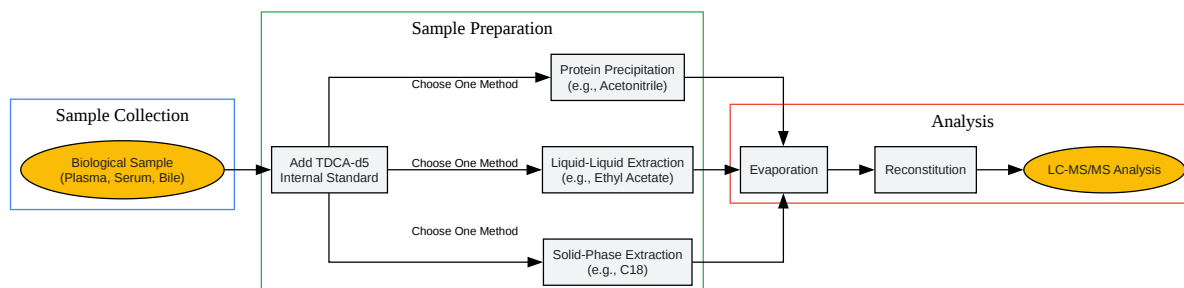 Sample Preparation
Choose One Method
Protein Precipitation
(e.g., Acetonitrile)
Sample Collection
Analysis
Biological Sample
(Plasma, Serum, Bile)
Add TDCA-d5
Internal Standard
Choose One Method
Liquid-Liquid Extraction
(e.g., Ethyl Acetate)
Evaporation
Reconstitution
LC-MS/MS Analysis
Choose One Method
Solid-Phase Extraction
(e.g., C18)